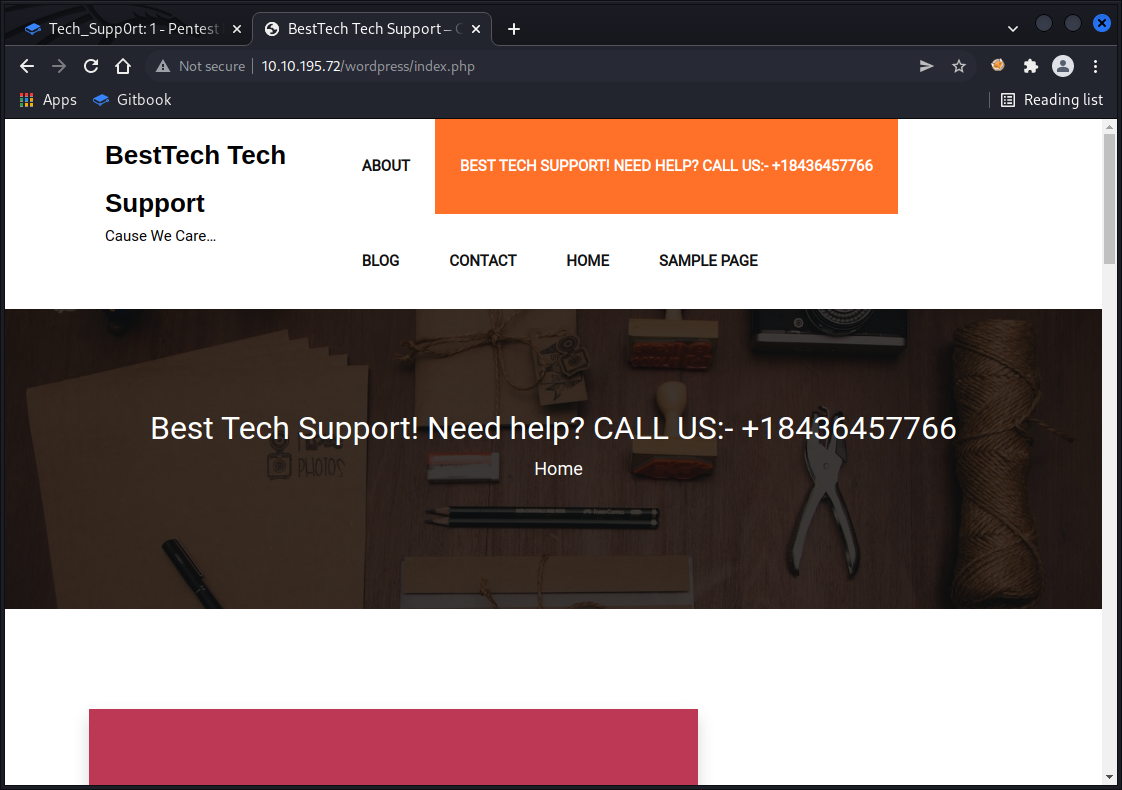 Tech_Supp0rt: 1 - Pentest
BestTech Tech Support – C
Not secure
10.10.195.72/wordpress/index.php
Apps
Gitbook
Reading list
BestTech Tech
Support
Cause We Care…
ABOUT
BEST TECH SUPPORT! NEED HELP? CALL US:- +18436457766
BLOG
CONTACT
HOME
SAMPLE PAGE
Best Tech Support! Need help? CALL US:- +18436457766
Home
PHOTOS